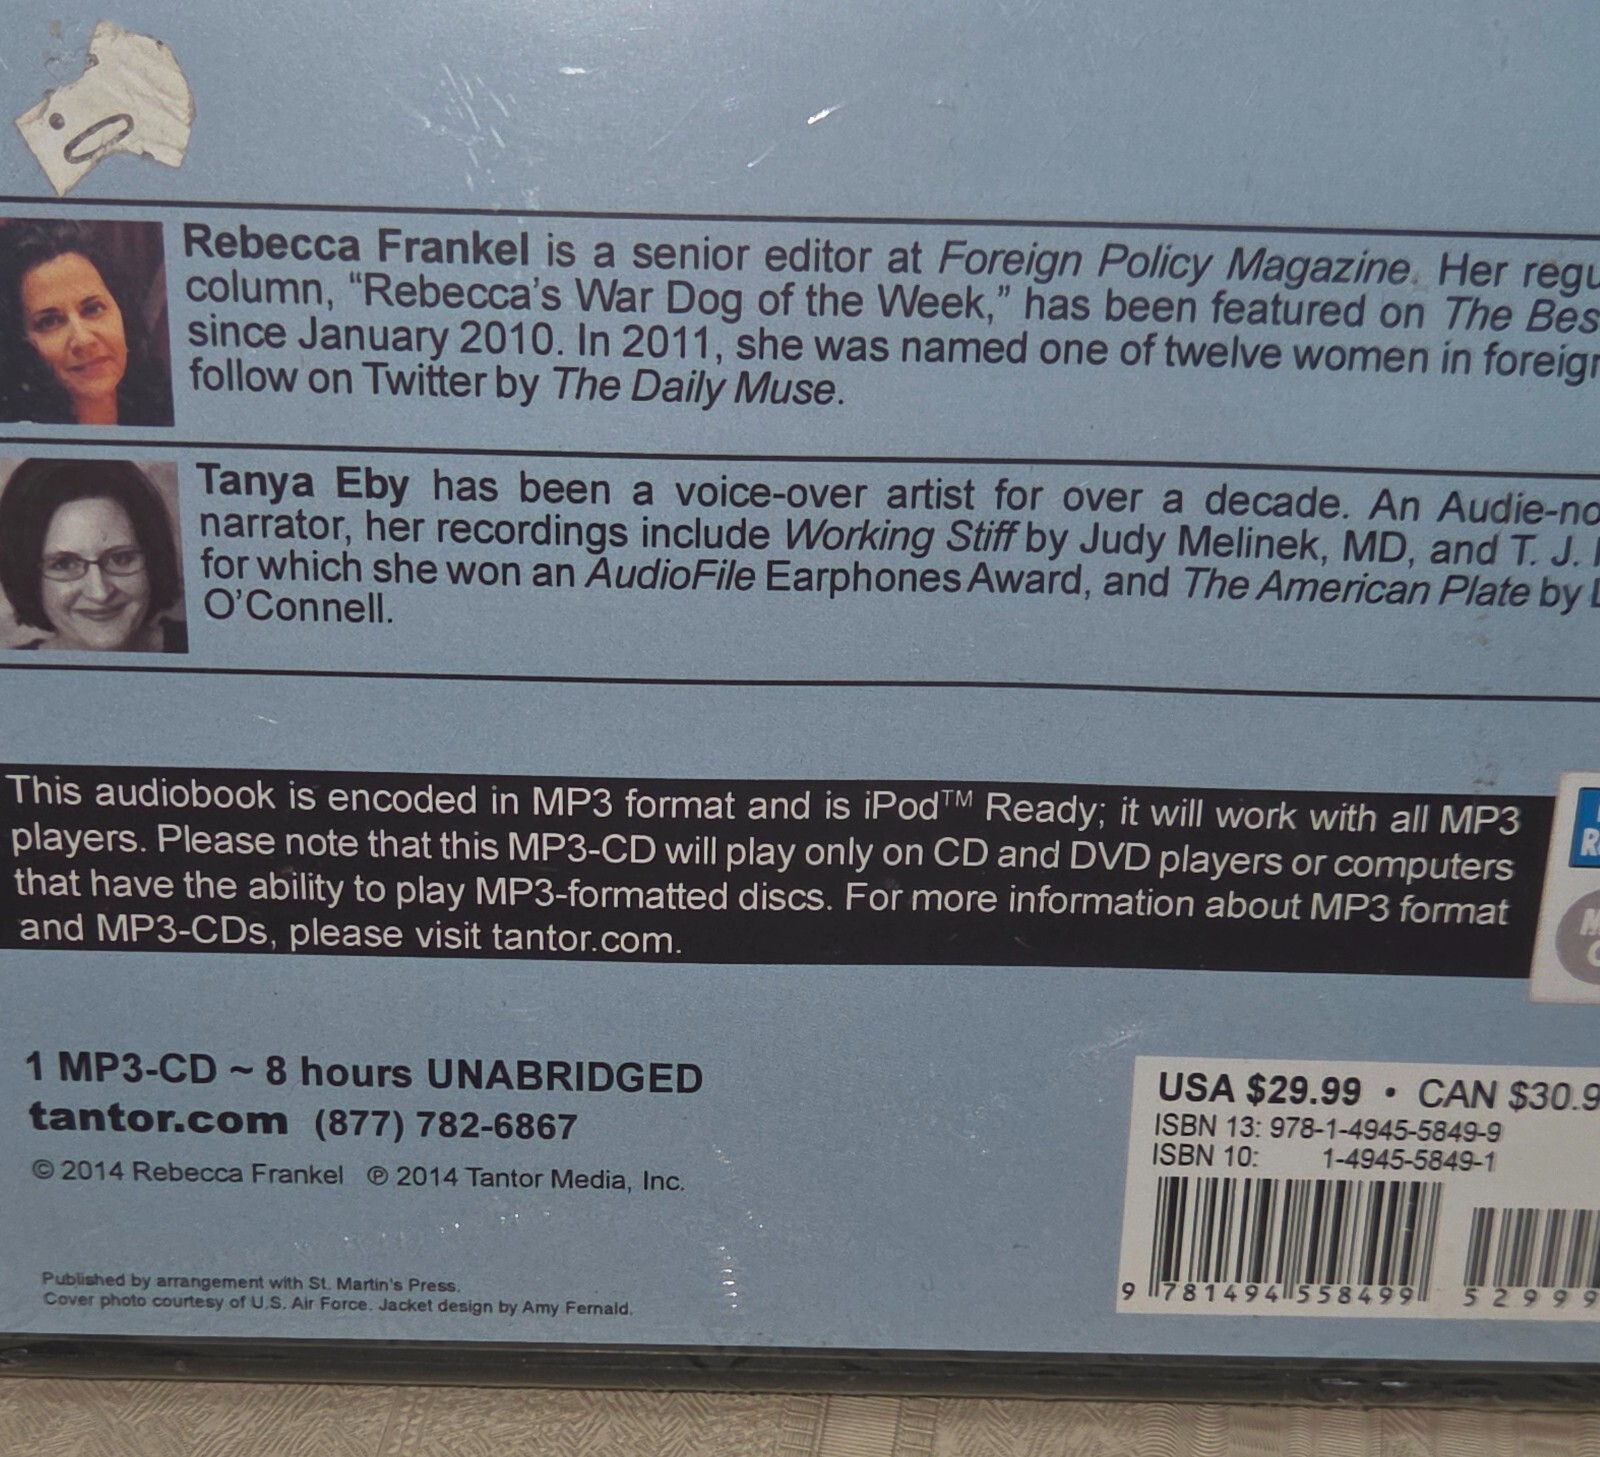 Rebecca Frankel is a senior editor at Foreign Policy Magazine. Her regu
column, “Rebecca’s War Dog of the Week,” has been featured on The Bes
since January 2010. In 2011, she was named one of twelve women in foreign
follow on Twitter by The Daily Muse.
Tanya Eby has been a voice-over artist for over a decade. An Audie-no
narrator, her recordings include Working Stiff by Judy Melinek, MD, and T. J.
for which she won an AudioFile Earphones Award, and The American Plate by L
O’Connell.
This audiobook is encoded in MP3 format and is iPod™ Ready; it will work with all MP3
players. Please note that this MP3-CD will play only on CD and DVD players or computers
that have the ability to play MP3-formatted discs. For more information about MP3 format
and MP3-CDs, please visit tantor.com.
1 MP3-CD ~ 8 hours UNABRIDGED
tantor.com (877) 782-6867
© 2014 Rebecca Frankel ℗ 2014 Tantor Media, Inc.
Published by arrangement with St. Martin's Press.
Cover photo courtesy of U.S. Air Force. Jacket design by Amy Fernald.
USA $29.99 • CAN $30.9
ISBN 13: 978-1-4945-5849-9
ISBN 10: 1-4945-5849-1
9 781494 558499
5 2 9 9 9